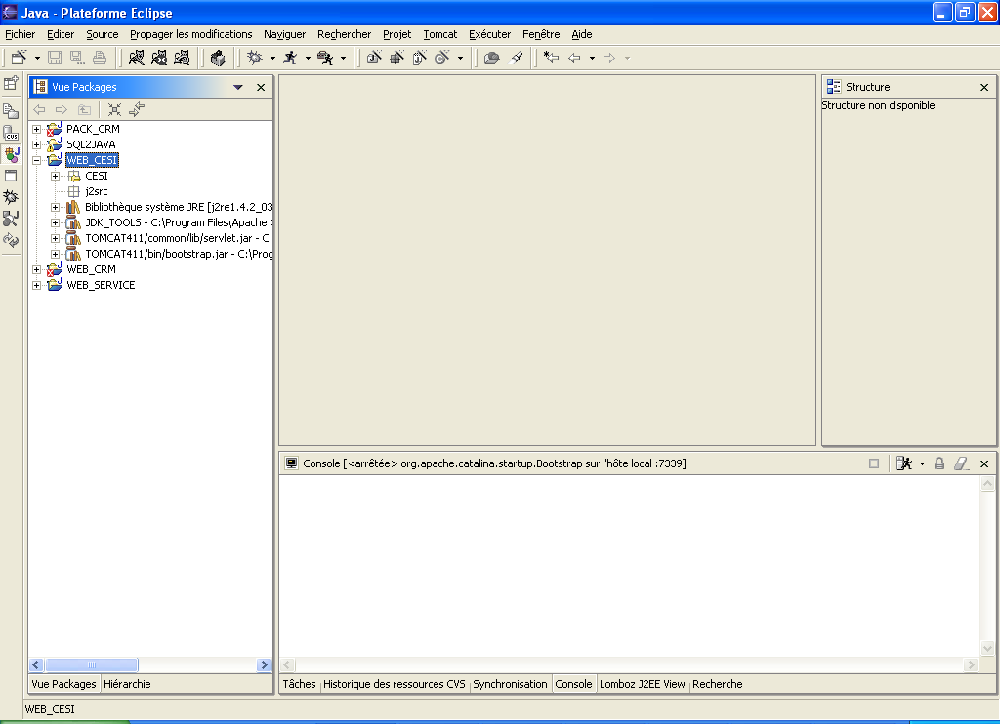 Java - Plateforme Eclipse
Fichier Editer Source Propager les modifications Naviguer Rechercher Projet Tomcat Exécuter Fenêtre Aide
Vue Packages
Structure
Structure non disponible.
PACK_CRM
SQL2JAVA
WEB_CESI
CESI
j2src
Bibliothèque système JRE [j2re1.4.2_03
JDK_TOOLS - C:\Program Files\Apache
TOMCAT411/common/lib/servlet.jar - C:
TOMCAT411/bin/bootstrap.jar - C:\Prog
WEB_CRM
WEB_SERVICE
Console [<arrêtée> org.apache.catalina.startup.Bootstrap sur l'hôte local :7339]
Vue Packages Hiérarchie
Tâches Historique des ressources CVS Synchronisation Console Lomboz J2EE View Recherche
WEB_CESI